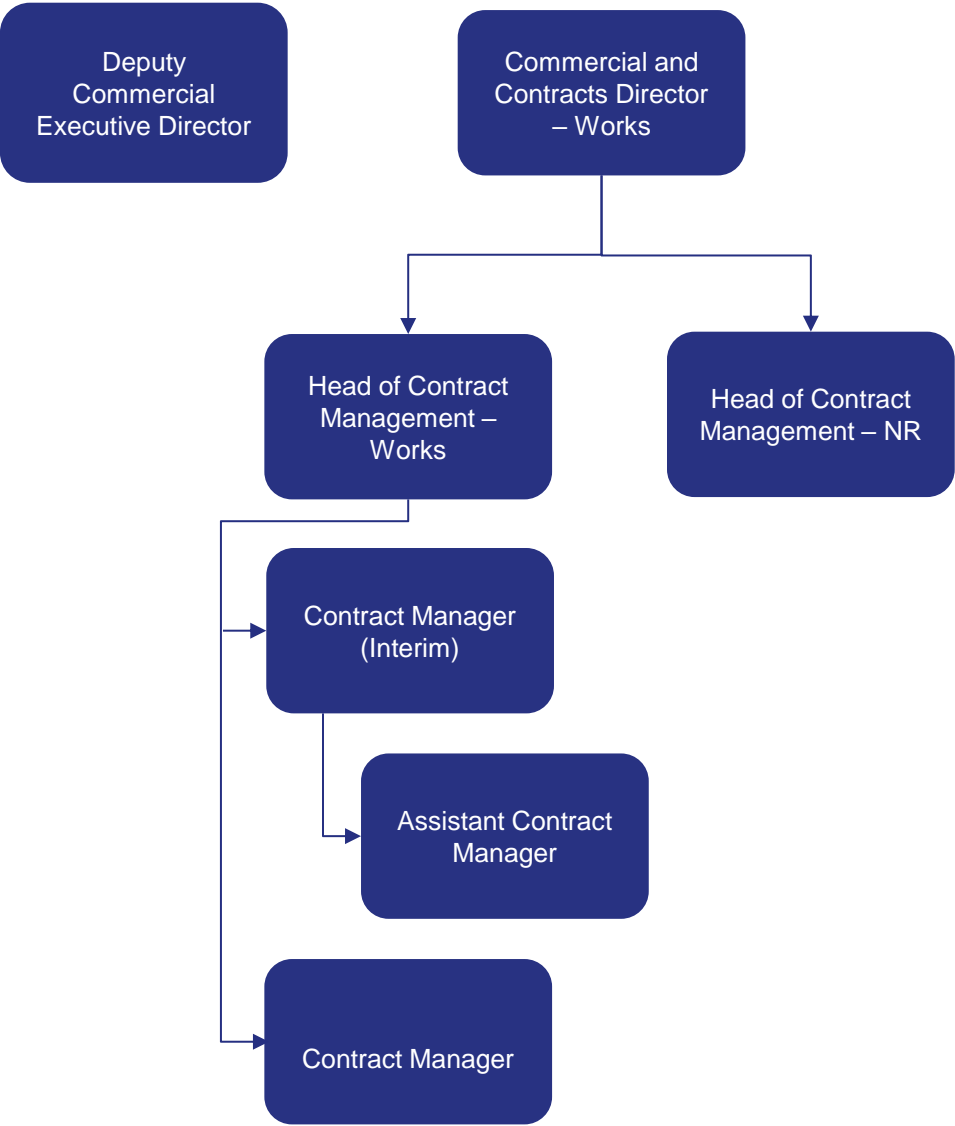 Deputy
Commercial
Executive Director
Commercial and
Contracts Director
– Works
Head of Contract
Management –
Works
Head of Contract
Management – NR
Contract Manager
(Interim)
Assistant Contract
Manager
Contract Manager